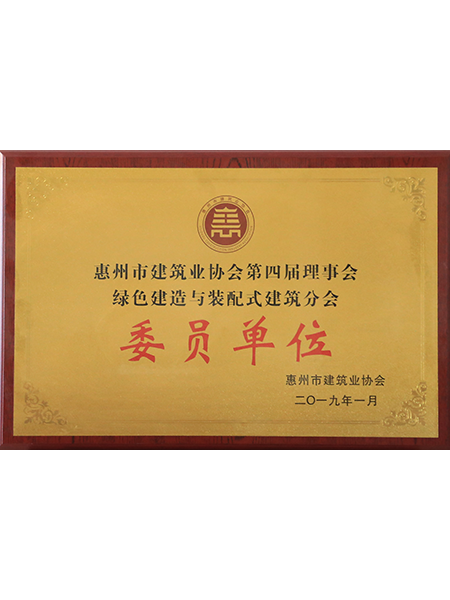 惠州市建筑业协会第四届理事会
绿色建造与装配式建筑分会
委员单位
惠州市建筑业协会
二〇一九年一月